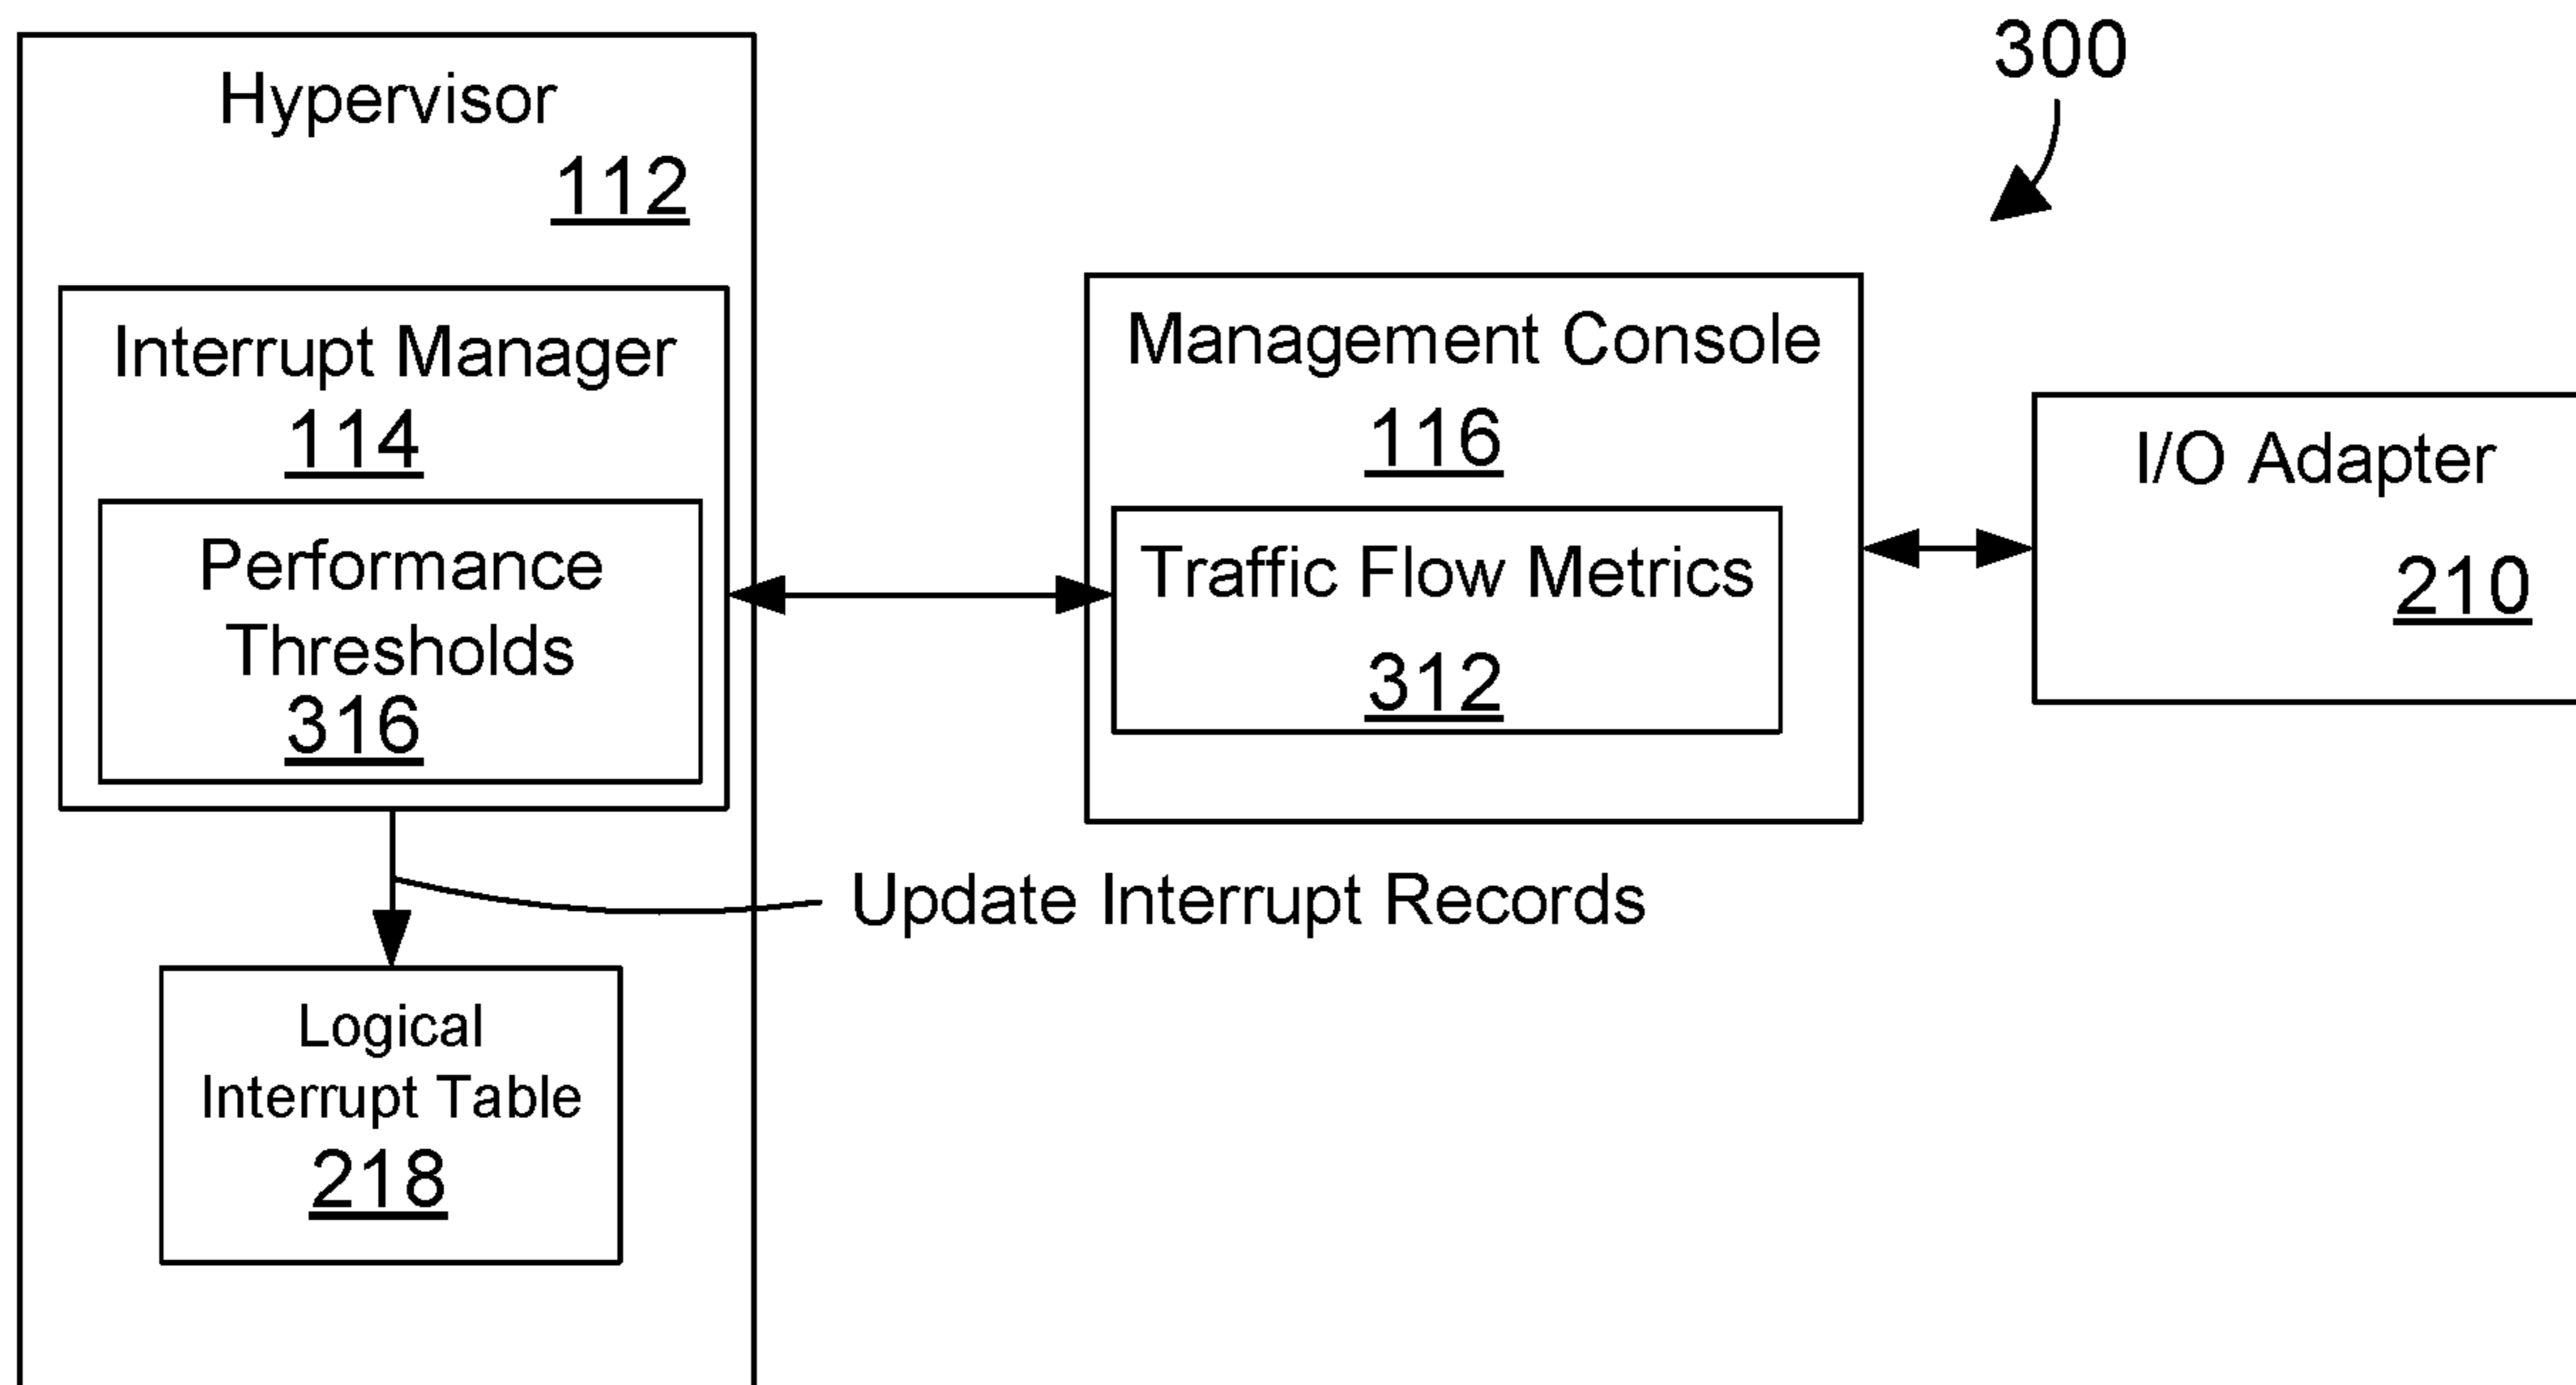 300
Hypervisor
112
Interrupt Manager
114
Performance
Thresholds
316
Management Console
116
Traffic Flow Metrics
312
I/O Adapter
210
Update Interrupt Records
Logical
Interrupt Table
218